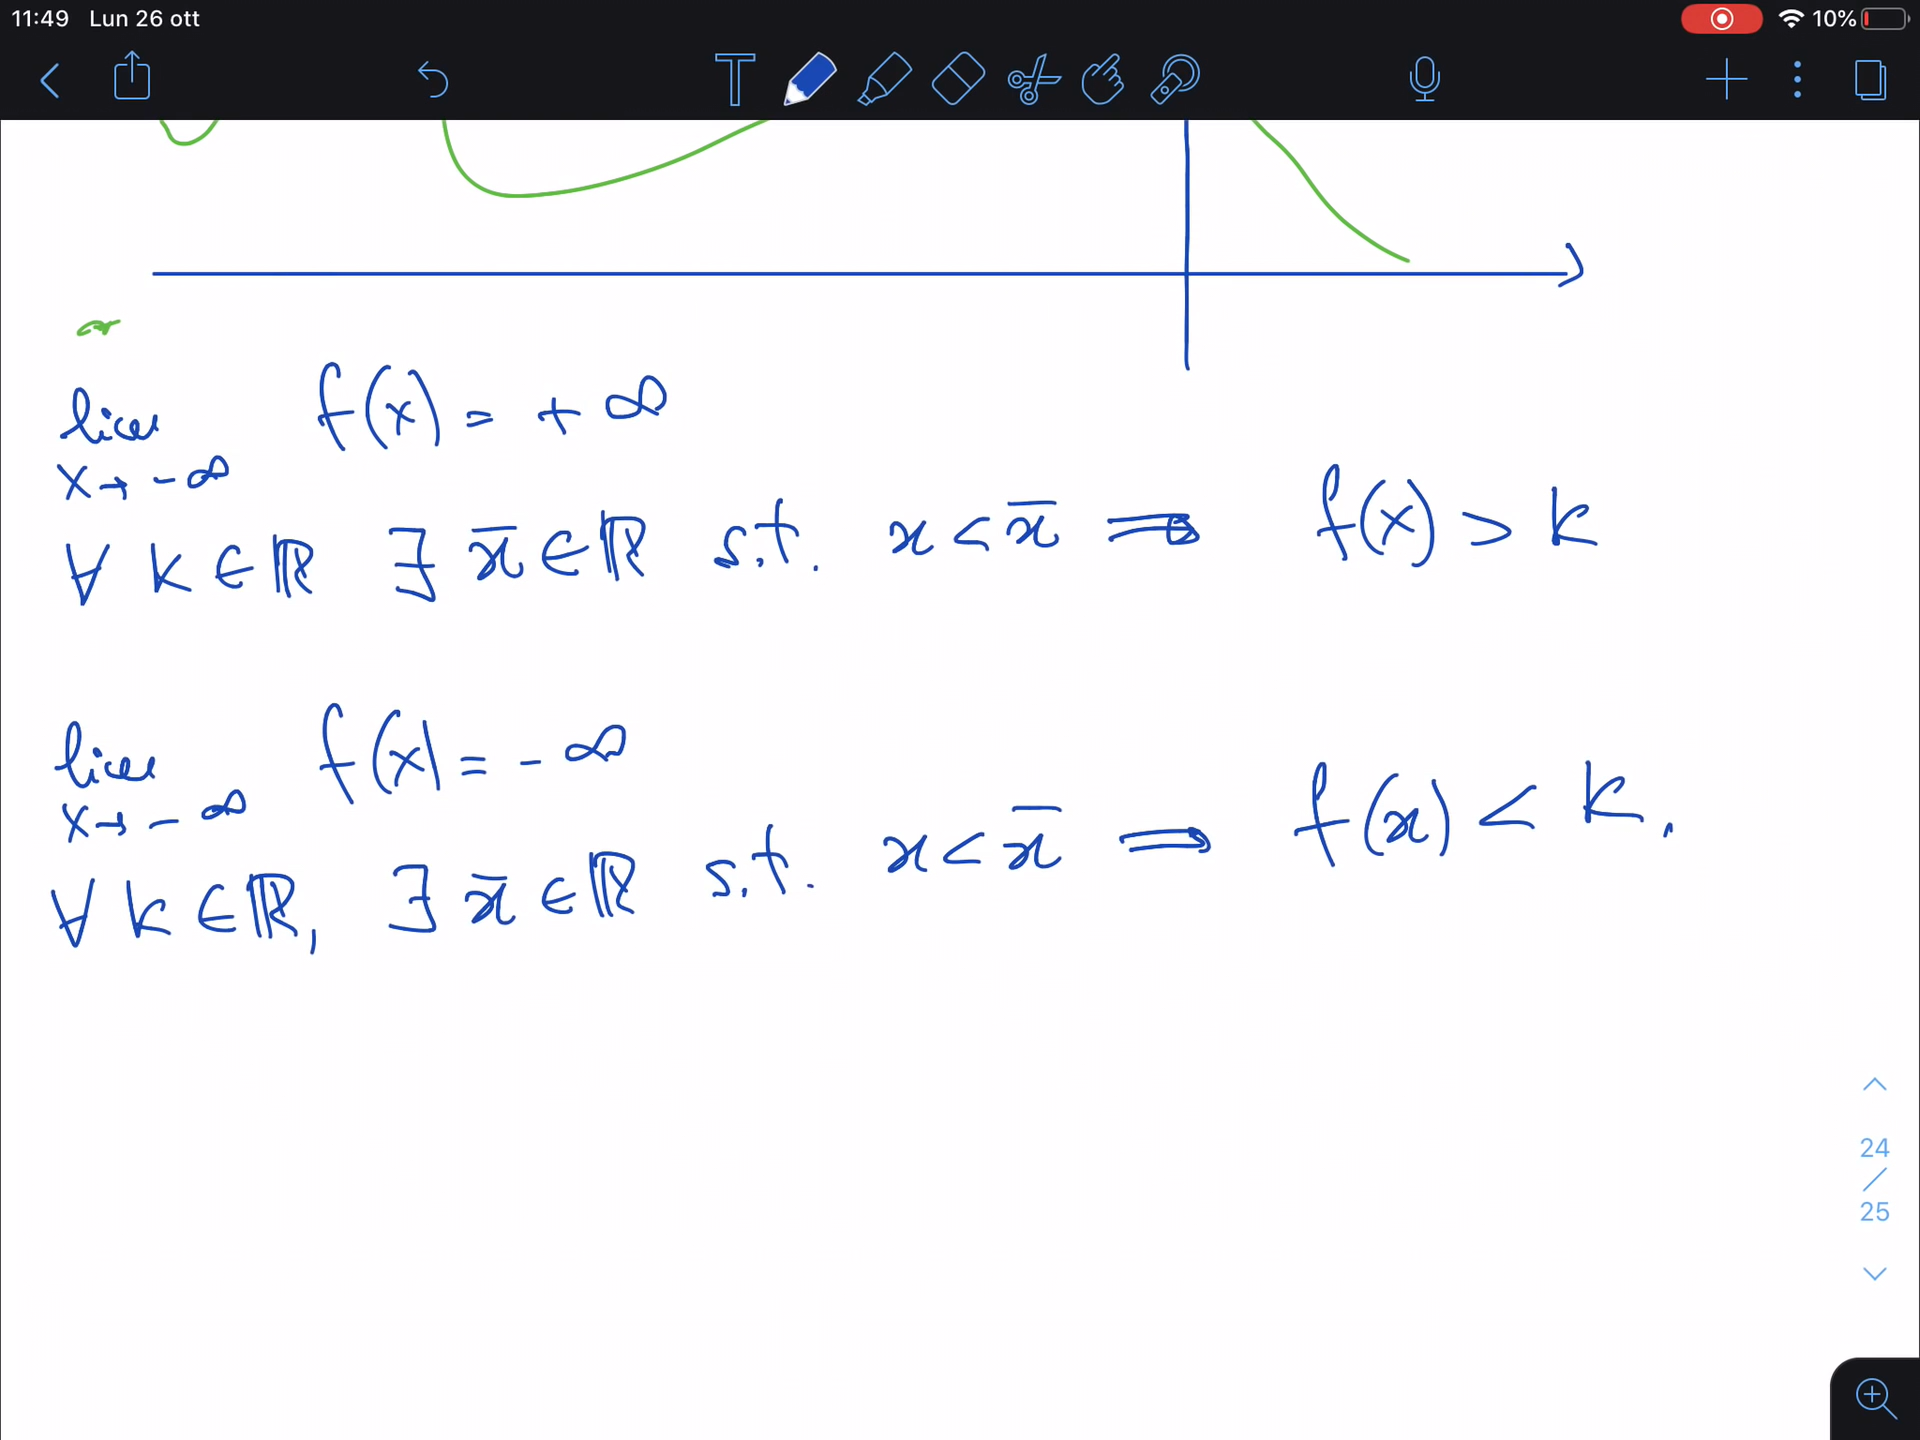 11:49 Lun 26 ott 10%
T
lim f(x) = + ∞
x→ -∞
∀ k ∈ ℝ ∃ x̄ ∈ ℝ s.t. x < x̄ ⇒ f(x) > k
lim f(x) = - ∞
x→ -∞
∀ k ∈ ℝ, ∃ x̄ ∈ ℝ s.t. x < x̄ ⇒ f(x) < k.
24
/
25